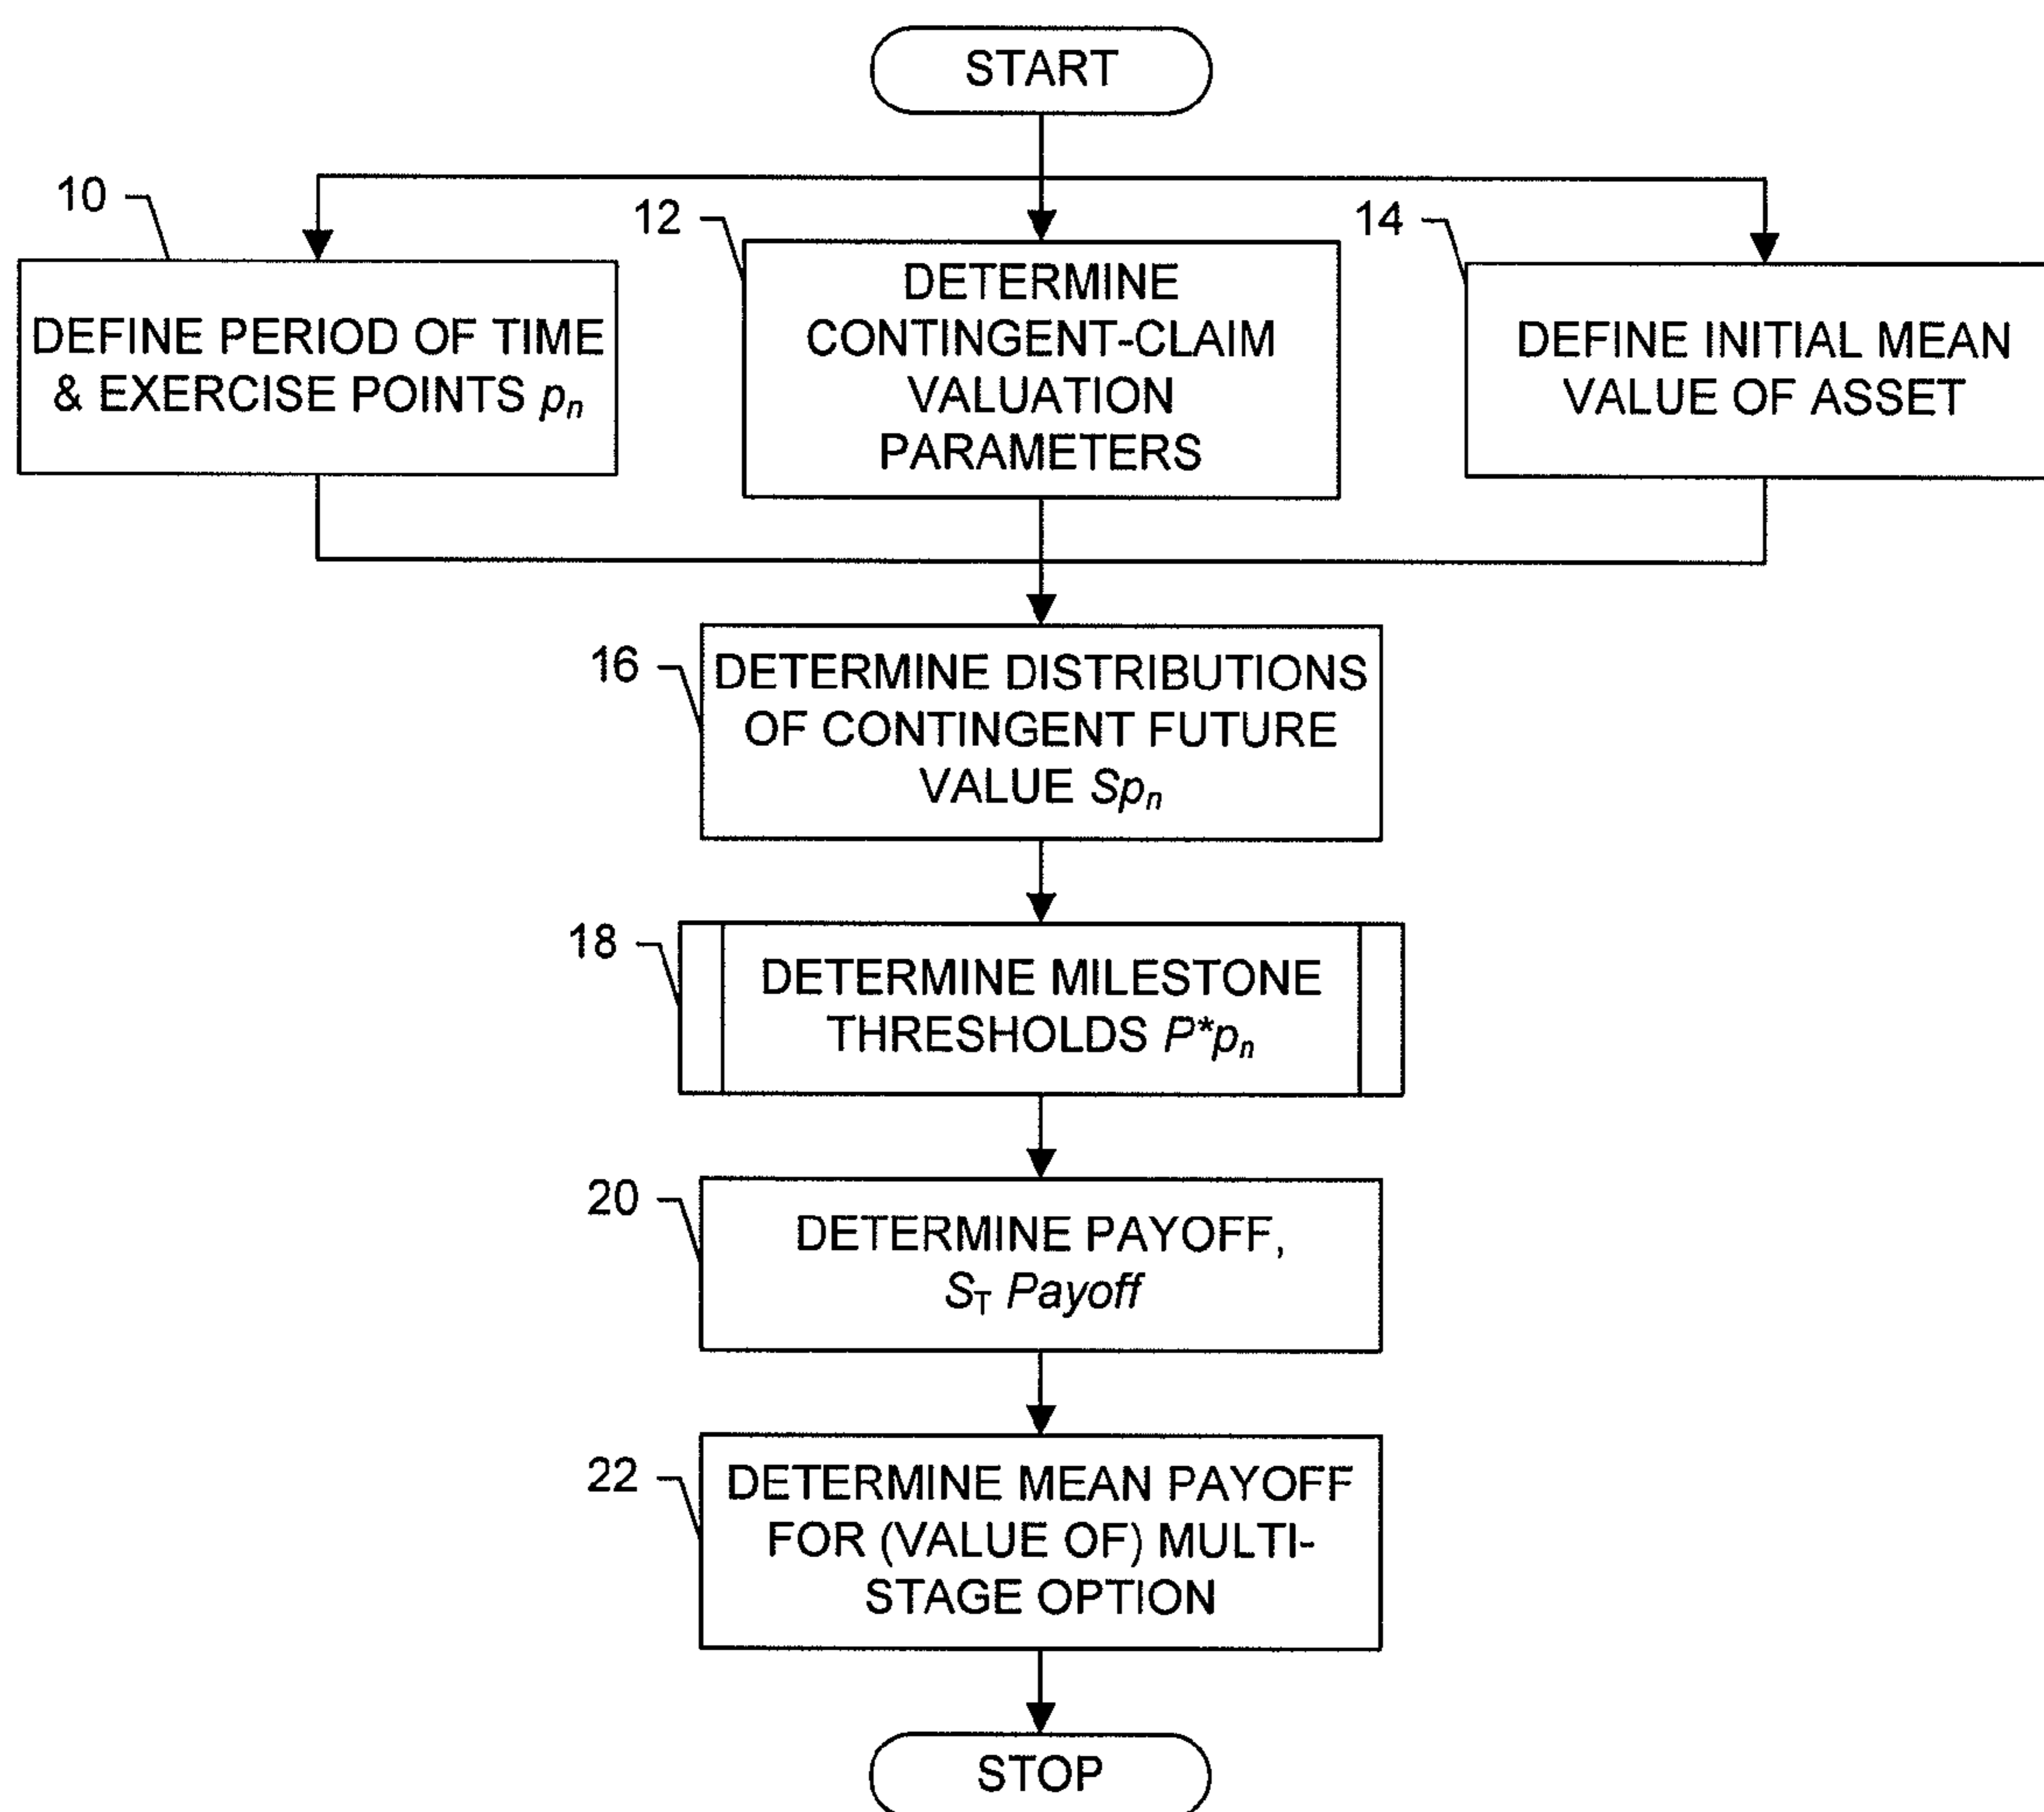 START
10
DEFINE PERIOD OF TIME
& EXERCISE POINTS pn
12
DETERMINE
CONTINGENT-CLAIM
VALUATION
PARAMETERS
14
DEFINE INITIAL MEAN
VALUE OF ASSET
16
DETERMINE DISTRIBUTIONS
OF CONTINGENT FUTURE
VALUE Spn
18
DETERMINE MILESTONE
THRESHOLDS P*pn
20
DETERMINE PAYOFF,
ST Payoff
22
DETERMINE MEAN PAYOFF
FOR (VALUE OF) MULTI-
STAGE OPTION
STOP